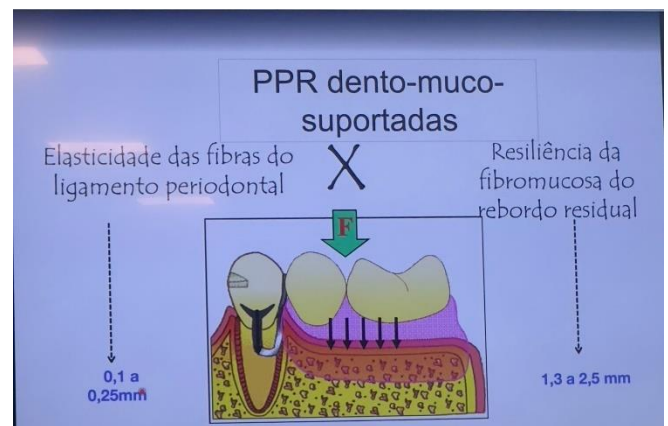 PPR dento-muco-
suportadas
Elasticidade das fibras do
ligamento periodontal
X
Resiliência da
fibromucosa do
rebordo residual
F
0,1 a
0,25mm
1,3 a 2,5 mm